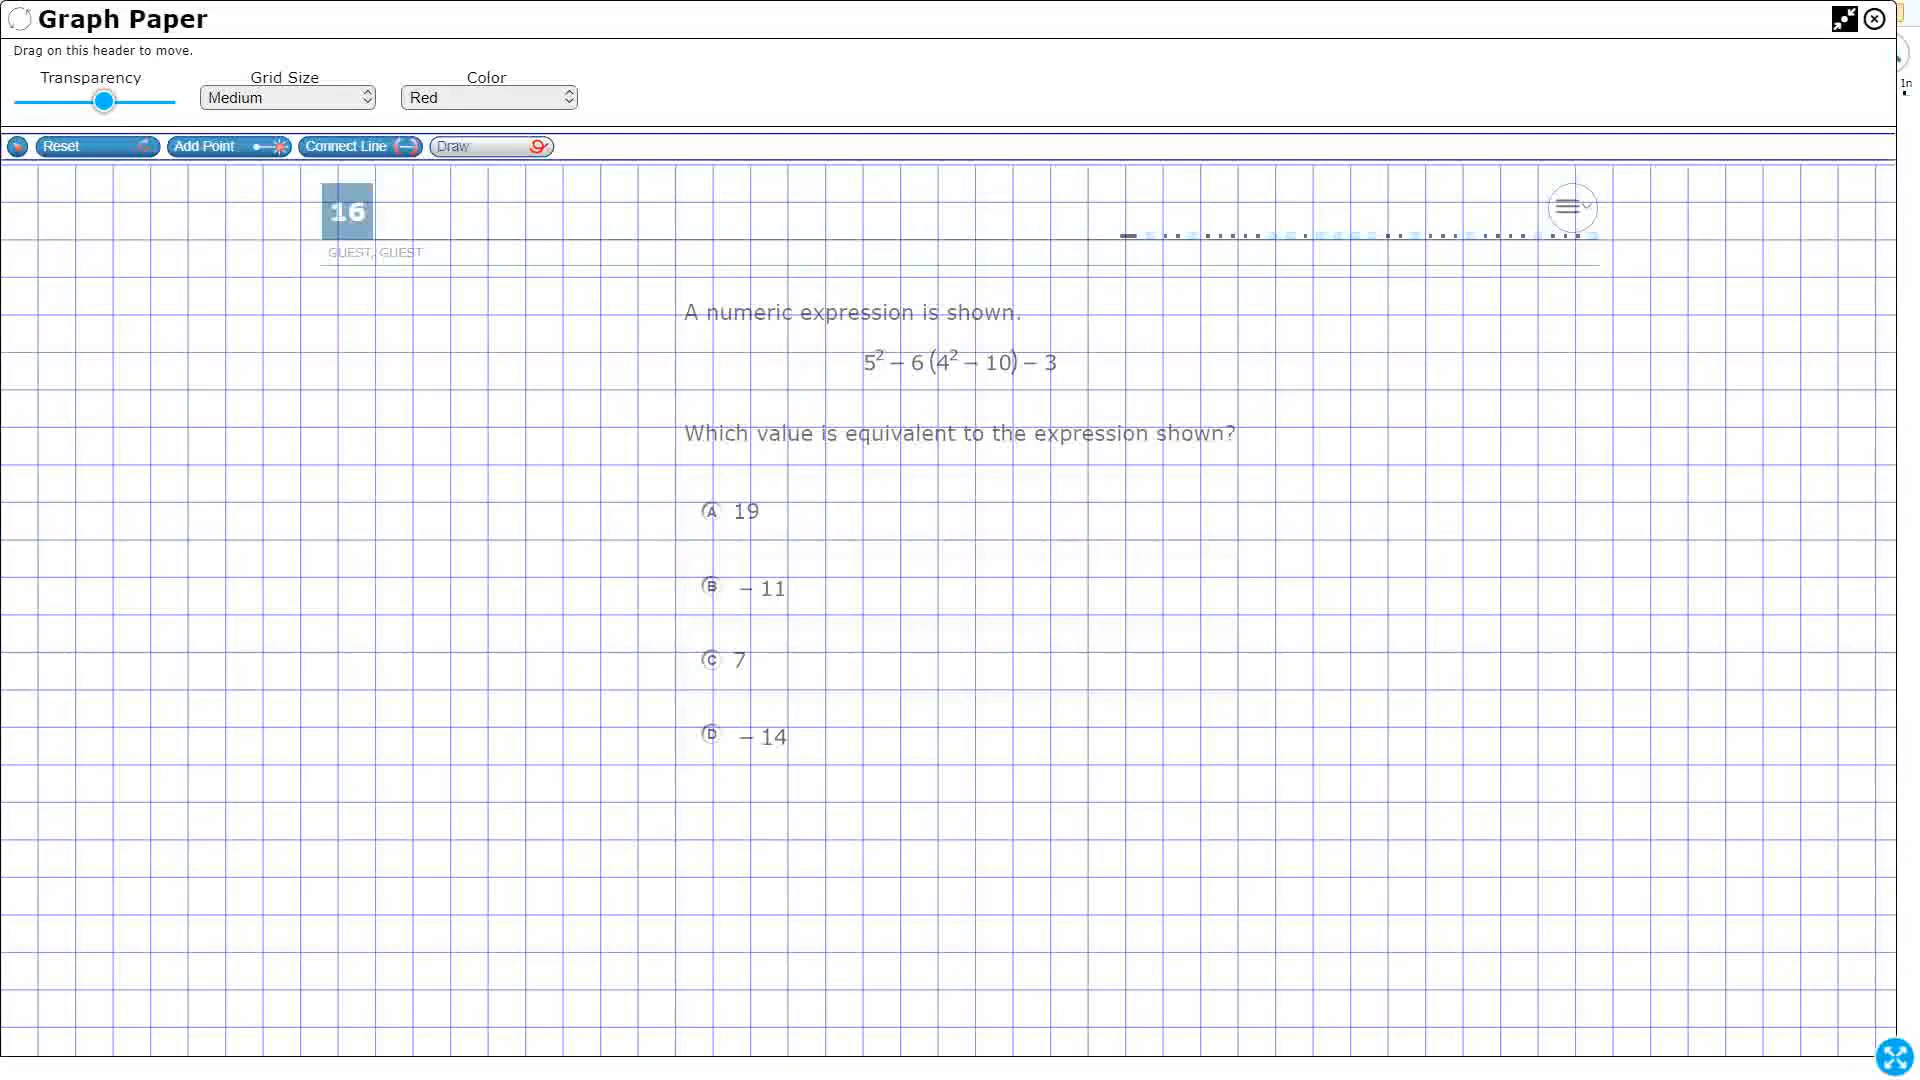 Graph Paper
Drag on this header to move.
Transparency
Grid Size
Color
Medium
Red
Reset
Add Point
Connect Line
Draw
16
GUEST, GUEST
A numeric expression is shown.
5² – 6 (4² – 10) – 3
Which value is equivalent to the expression shown?
A 19
B – 11
C 7
D – 14